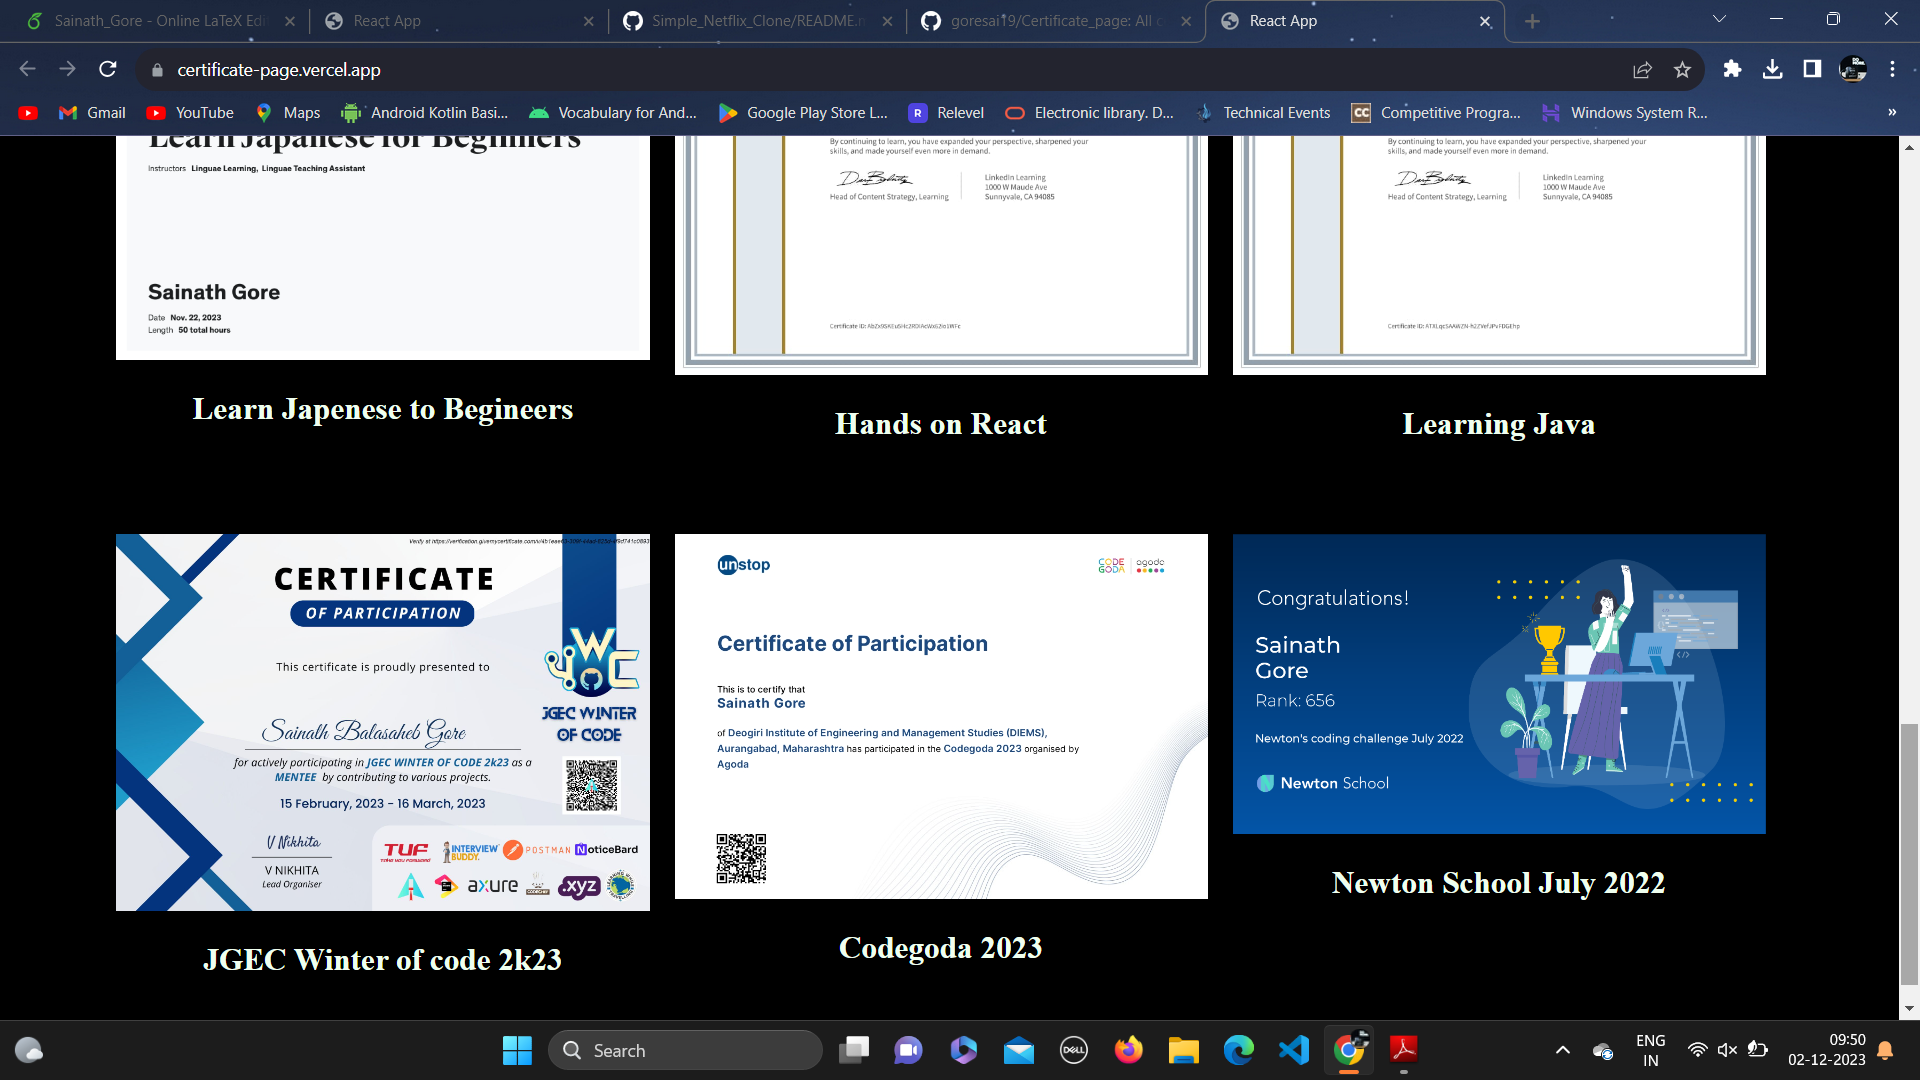 Sainath_Gore - Online LaTeX Edit
React App
Simple_Netflix_Clone/README.m
goresai19/Certificate_page: All c
React App
certificate-page.vercel.app
Gmail
YouTube
Maps
Android Kotlin Basi...
Vocabulary for And...
Google Play Store L...
R
Relevel
Electronic library. D...
Technical Events
CC
Competitive Progra...
Windows System R...
»
Learn Japanese for Beginners
Instructors Linguae Learning, Linguae Teaching Assistant
Sainath Gore
Date Nov. 22, 2023
Length 50 total hours
Learn Japenese to Begineers
By continuing to learn, you have expanded your perspective, sharpened your
skills, and made yourself even more in demand.
Head of Content Strategy, Learning
LinkedIn Learning
1000 W Maude Ave
Sunnyvale, CA 94085
Certificate ID:
Hands on React
By continuing to learn, you have expanded your perspective, sharpened your
skills, and made yourself even more in demand.
Head of Content Strategy, Learning
LinkedIn Learning
1000 W Maude Ave
Sunnyvale, CA 94085
Certificate ID:
Learning Java
Verify at
CERTIFICATE
OF PARTICIPATION
This certificate is proudly presented to
Sainath Balasaheb Gore
for actively participating in JGEC WINTER OF CODE 2k23 as a
MENTEE by contributing to various projects.
15 February, 2023 - 16 March, 2023
V Nikhita
V NIKHITA
Lead Organiser
JWOC
JGEC WINTER
OF CODE
TUF
TAKE YOU FORWARD
INTERVIEW
BUDDY.
POSTMAN
NoticeBard
axure
CODECHEF
.xyz
JGEC Winter of code 2k23
unstop
CODE
GODA
agoda
Certificate of Participation
This is to certify that
Sainath Gore
of Deogiri Institute of Engineering and Management Studies (DIEMS),
Aurangabad, Maharashtra has participated in the Codegoda 2023 organised by
Agoda
Codegoda 2023
Congratulations!
Sainath
Gore
Rank: 656
Newton's coding challenge July 2022
Newton School
</>
Newton School July 2022
Search
DELL
ENG
IN
09:50
02-12-2023